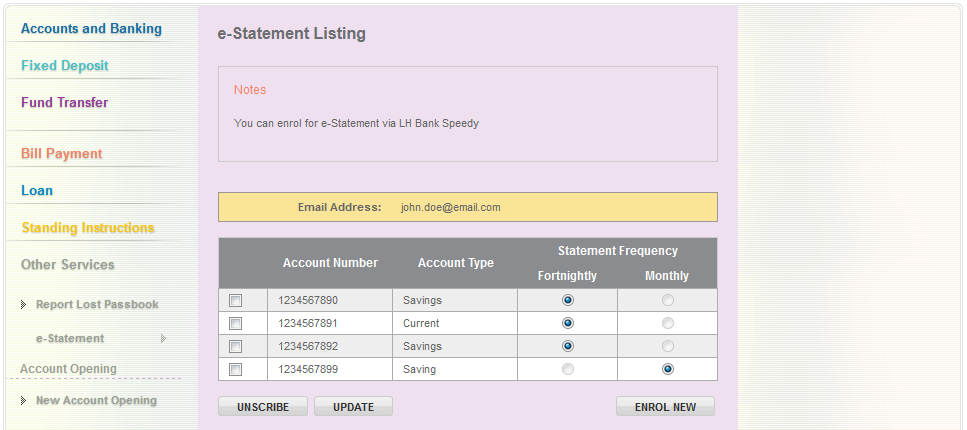 Accounts and Banking
Fixed Deposit
Fund Transfer
Bill Payment
Loan
Standing Instructions
Other Services
Report Lost Passbook
e-Statement
Account Opening
New Account Opening
e-Statement Listing
Notes
You can enrol for e-Statement via LH Bank Speedy
Email Address: john.doe@email.com
Account Number Account Type Statement Frequency
Fortnightly Monthly
1234567890 Savings
1234567891 Current
1234567892 Savings
1234567899 Saving
UNSCRIBE UPDATE ENROL NEW